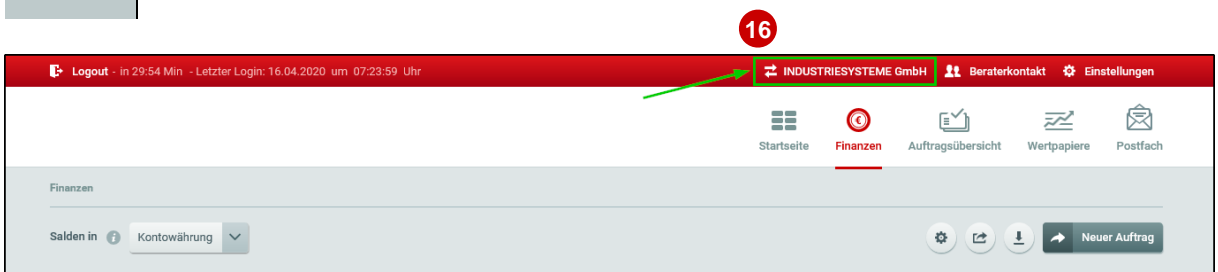 16
Logout - in 29:54 Min - Letzter Login: 16.04.2020 um 07:23:59 Uhr
INDUSTRIESYSTEME GmbH Beraterkontakt Einstellungen
Startseite Finanzen Auftragsübersicht Wertpapiere Postfach
Finanzen
Salden in Kontowährung Neuer Auftrag